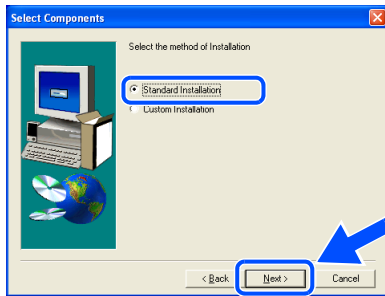 Select Components
Select the method of Installation
Standard Installation
Custom Installation
< Back
Next >
Cancel